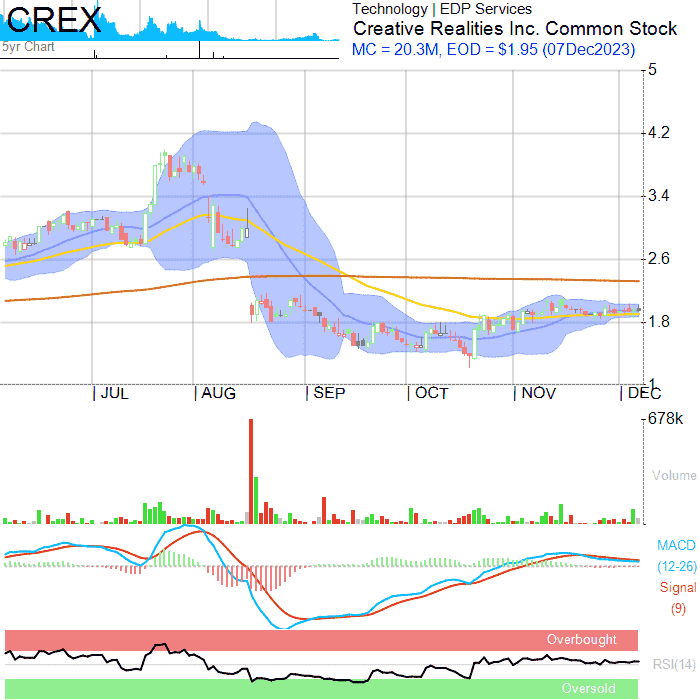 CREX
5yr Chart
Technology | EDP Services
Creative Realities Inc. Common Stock
MC = 20.3M, EOD = $1.95 (07Dec2023)
5
4.2
3.4
2.6
1.8
1
JUL AUG SEP OCT NOV DEC
678k
Volume
MACD
(12-26)
Signal
(9)
Overbought
RSI(14)
Oversold